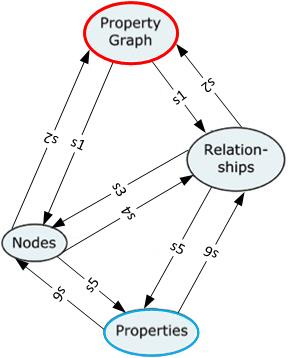 Property
Graph
s1
s2
s2
s1
Relation-
ships
s3
s4
Nodes
s5
s6
s5
s6
Properties